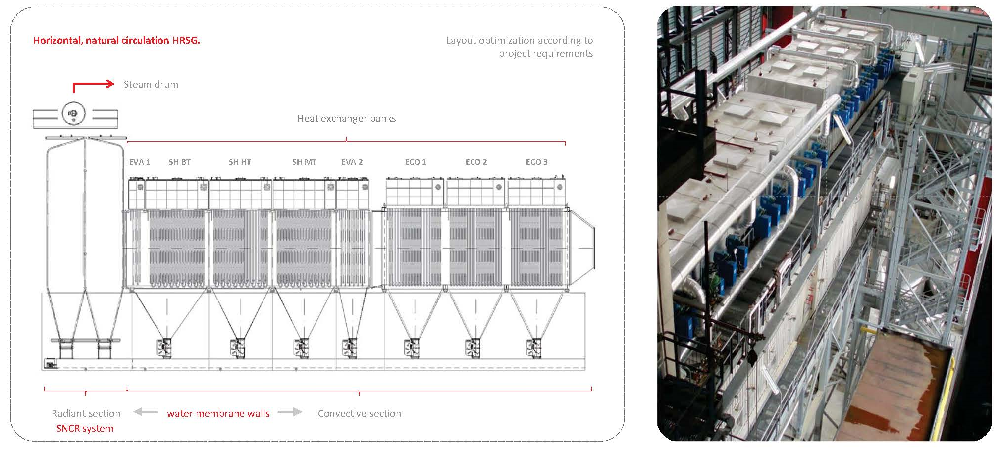 Horizontal, natural circulation HRSG.
Layout optimization according to
project requirements
Steam drum
Heat exchanger banks
EVA 1
SH BT
SH HT
SH MT
EVA 2
ECO 1
ECO 2
ECO 3
Radiant section
water membrane walls
Convective section
SNCR system